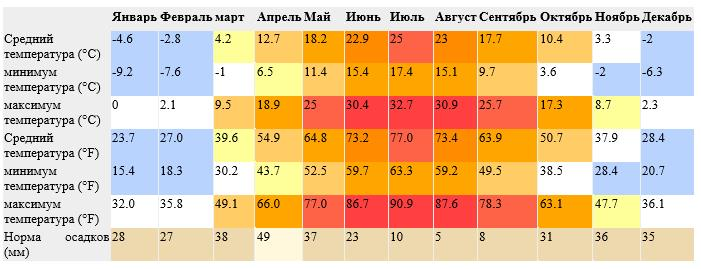 Январь Февраль март Апрель Май Июнь Июль Август Сентябрь Октябрь Ноябрь Декабрь
Средний температура (°C) -4.6 -2.8 4.2 12.7 18.2 22.9 25 23 17.7 10.4 3.3 -2
минимум температура (°C) -9.2 -7.6 -1 6.5 11.4 15.4 17.4 15.1 9.7 3.6 -2 -6.3
максимум температура (°C) 0 2.1 9.5 18.9 25 30.4 32.7 30.9 25.7 17.3 8.7 2.3
Средний температура (°F) 23.7 27.0 39.6 54.9 64.8 73.2 77.0 73.4 63.9 50.7 37.9 28.4
минимум температура (°F) 15.4 18.3 30.2 43.7 52.5 59.7 63.3 59.2 49.5 38.5 28.4 20.7
максимум температура (°F) 32.0 35.8 49.1 66.0 77.0 86.7 90.9 87.6 78.3 63.1 47.7 36.1
Норма осадков (мм) 28 27 38 49 37 23 10 5 8 31 36 35